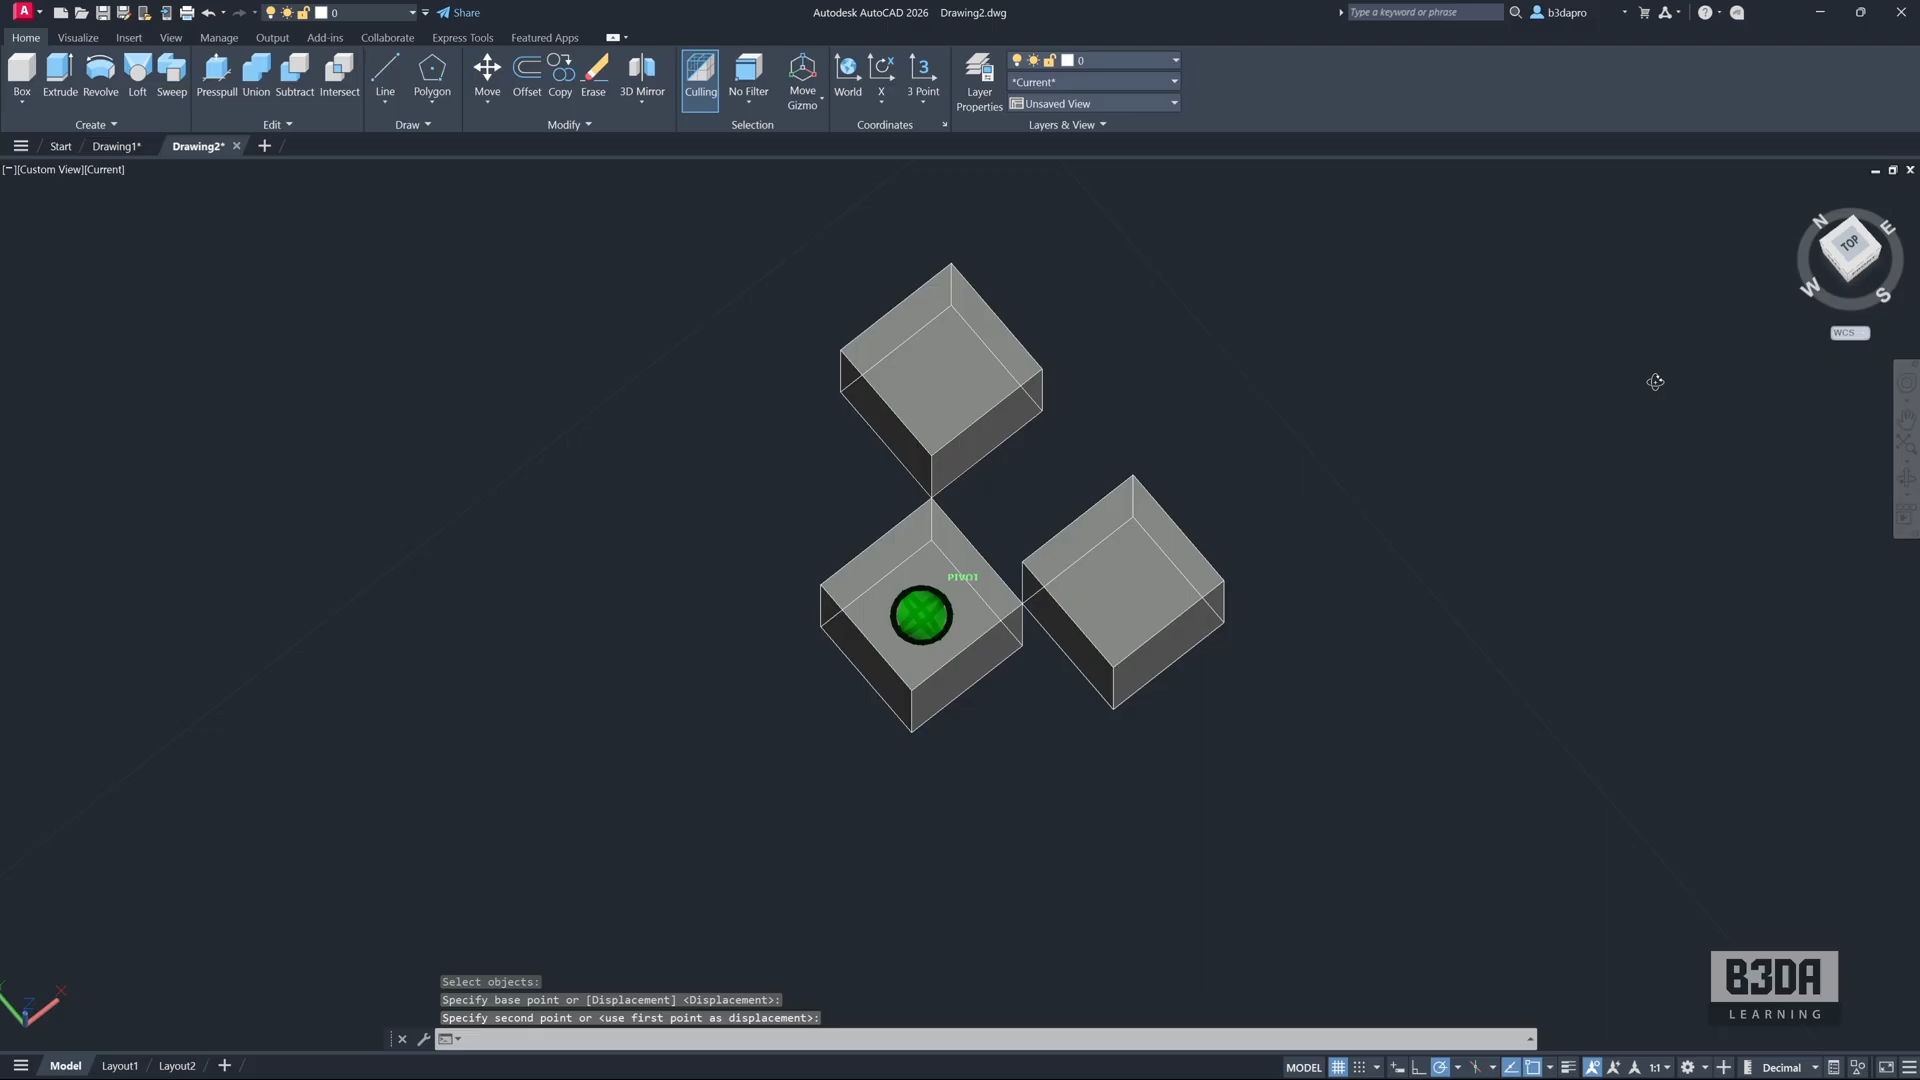 A 0 Share Autodesk AutoCAD 2026 Drawing2.dwg Type a keyword or phrase b3dapro
Home Visualize Insert View Manage Output Add-ins Collaborate Express Tools Featured Apps
Box Extrude Revolve Loft Sweep Presspull Union Subtract Intersect Line Polygon Move Offset Copy Erase 3D Mirror Culling No Filter Move Gizmo World X 3 Point Layer Properties
0
*Current*
Unsaved View
Create Edit Draw Modify Selection Coordinates Layers & View
Start Drawing1* Drawing2*
[−][Custom View][Current]
N E
TOP
W S
WCS
PIVOT
Z X
Select objects:
Specify base point or [Displacement] <Displacement>:
Specify second point or <use first point as displacement>:
B3DA
LEARNING
Model Layout1 Layout2 MODEL 1:1 Decimal